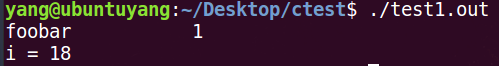 yang@ubuntuyang:~/Desktop/ctest$ ./test1.out
foobar           1
i = 18